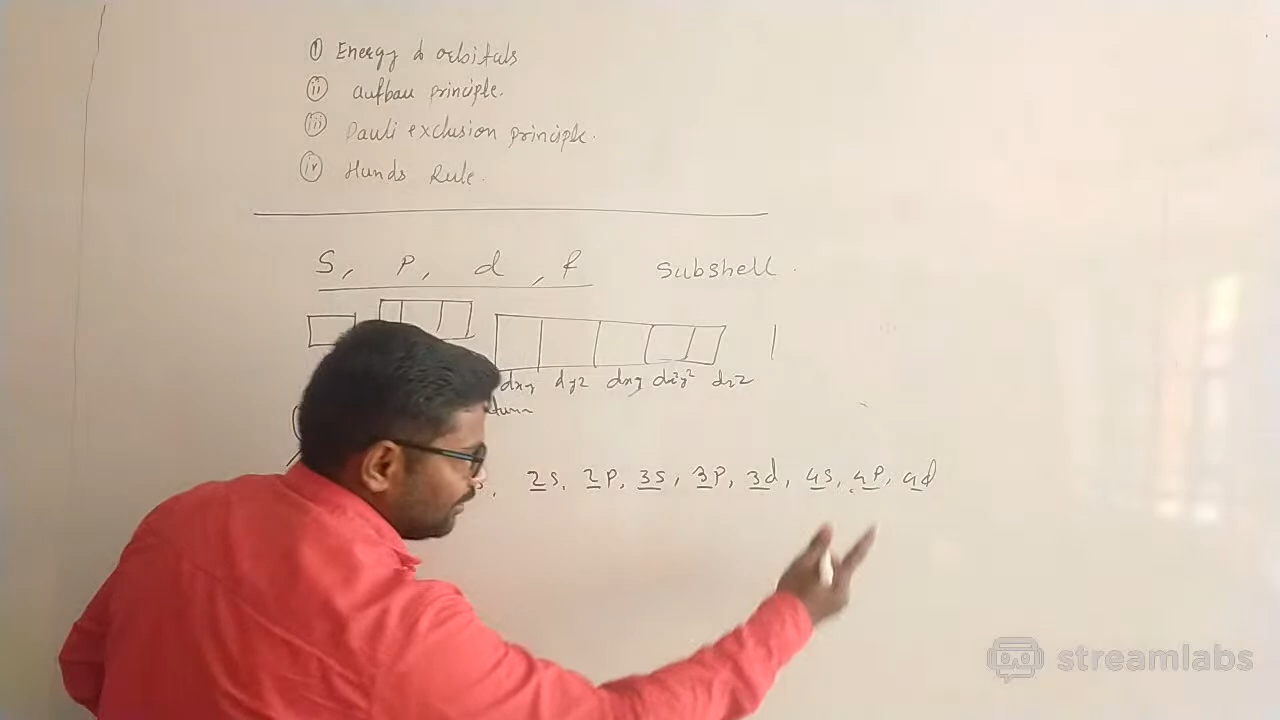 i Energy & orbitals
ii aufbau principle.
iii Pauli exclusion principle.
iv Hunds Rule.
S, P, d, f Subshell.
dxy dyz dxy dx²y² dz2
s, 2s, 2p, 3s, 3p, 3d, 4s, 4p, 4d
streamlabs